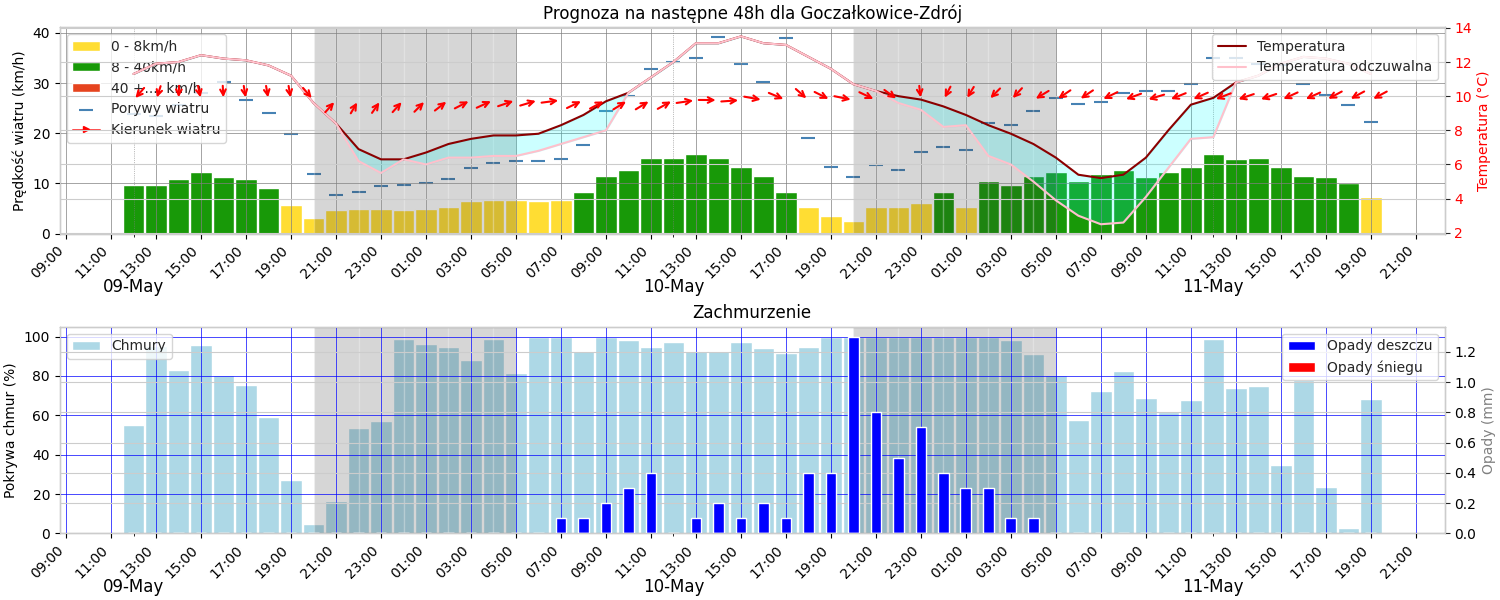 Prognoza na następne 48h dla Goczałkowice-Zdrój
Prędkość wiatru (km/h)
40
30
20
10
0
0 - 8km/h
8 - 40km/h
40 +... km/h
Porywy wiatru
Kierunek wiatru
Temperatura
Temperatura odczuwalna
14
12
10
8
6
4
2
Temperatura (°C)
09:00 11:00 13:00 15:00 17:00 19:00 21:00 23:00 01:00 03:00 05:00 07:00 09:00 11:00 13:00 15:00 17:00 19:00 21:00 23:00 01:00 03:00 05:00 07:00 09:00 11:00 13:00 15:00 17:00 19:00 21:00
09-May 10-May 11-May
Zachmurzenie
Pokrywa chmur (%)
100
80
60
40
20
0
Chmury
Opady deszczu
Opady śniegu
1.2
1.0
0.8
0.6
0.4
0.2
0.0
Opady (mm)
09:00 11:00 13:00 15:00 17:00 19:00 21:00 23:00 01:00 03:00 05:00 07:00 09:00 11:00 13:00 15:00 17:00 19:00 21:00 23:00 01:00 03:00 05:00 07:00 09:00 11:00 13:00 15:00 17:00 19:00 21:00
09-May 10-May 11-May